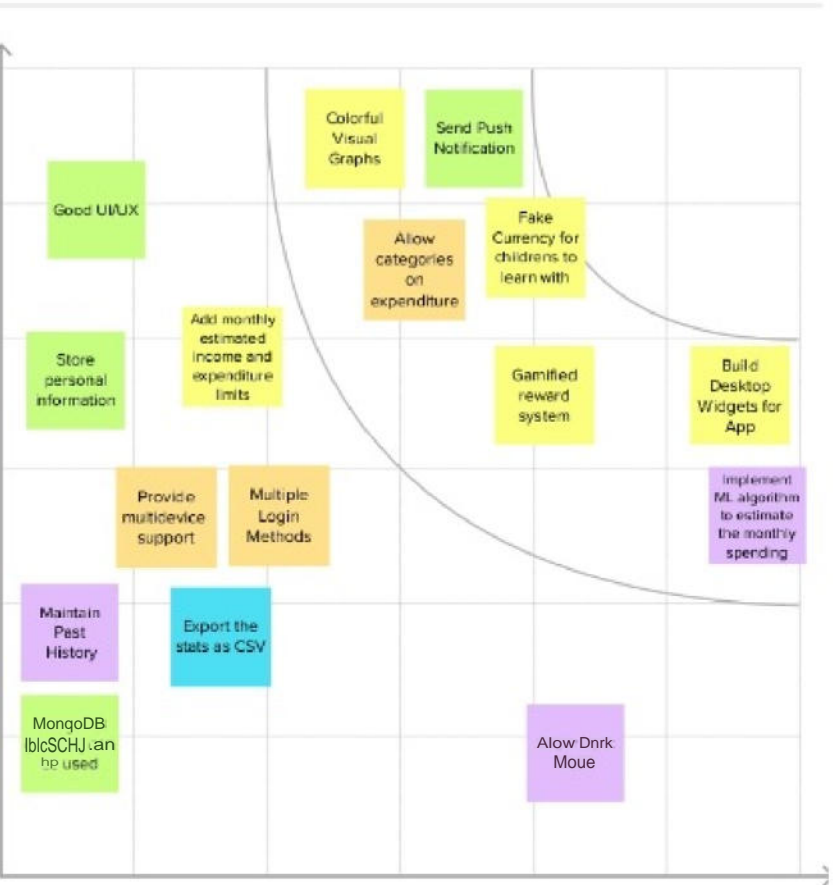 Colorful
Visual
Graphs
Send Push
Notification
Good UI/UX
Fake
Currency for
childrens to
learn with
Allow
categories
on
expenditure
Add monthly
estimated
income and
expenditure
limits
Store
personal
information
Gamified
reward
system
Build
Desktop
Widgets for
App
Provide
multidevice
support
Multiple
Login
Methods
Implement
ML algorithm
to estimate
the monthly
spending
Maintain
Past
History
Export the
stats as CSV
MongoDB
used
Alow Dnrk
Moue